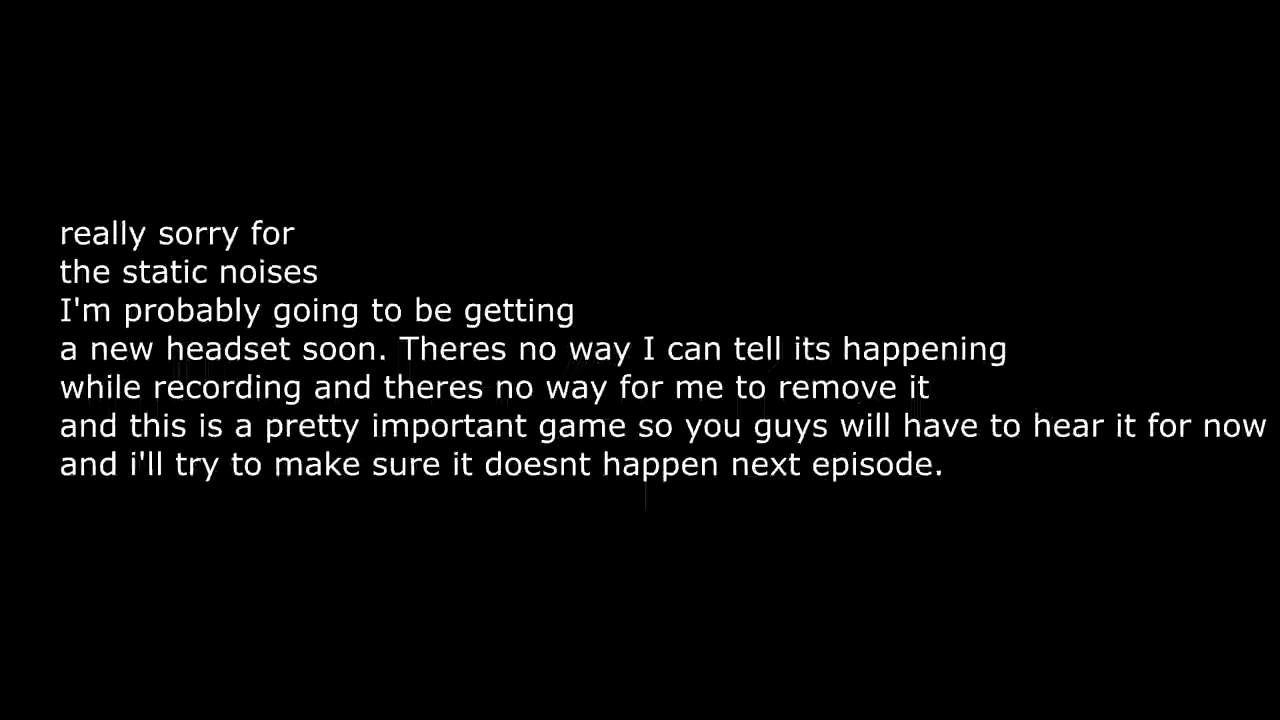 really sorry for
the static noises
I'm probably going to be getting
a new headset soon. Theres no way I can tell its happening
while recording and theres no way for me to remove it
and this is a pretty important game so you guys will have to hear it for now
and i'll try to make sure it doesnt happen next episode.